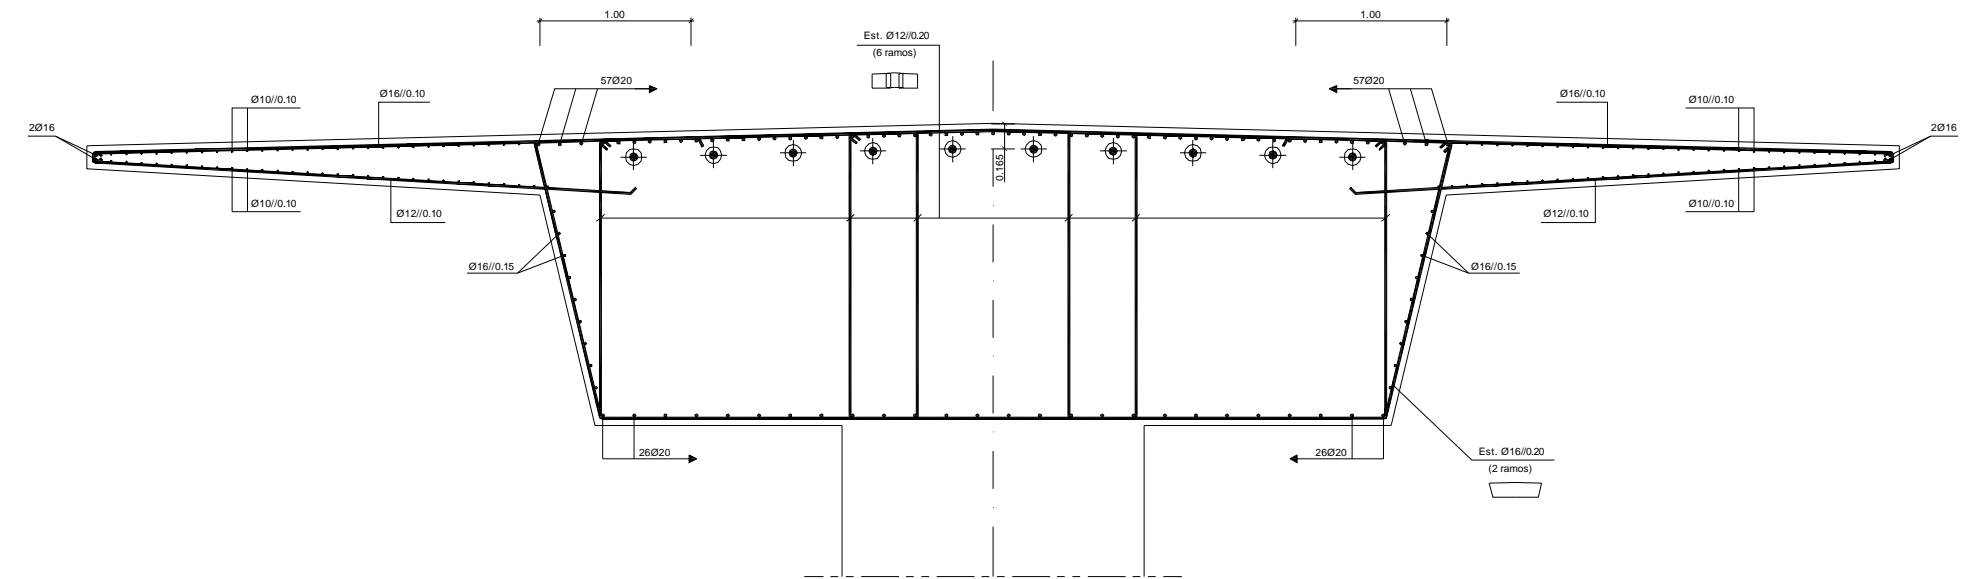 1.00
1.00
Est. Ø12//0.20
(6 ramos)
57Ø20
57Ø20
Ø16//0.10
Ø16//0.10
Ø10//0.10
Ø10//0.10
2Ø16
2Ø16
0.165
Ø10//0.10
Ø10//0.10
Ø12//0.10
Ø12//0.10
Ø16//0.15
Ø16//0.15
26Ø20
26Ø20
Est. Ø16//0.20
(2 ramos)